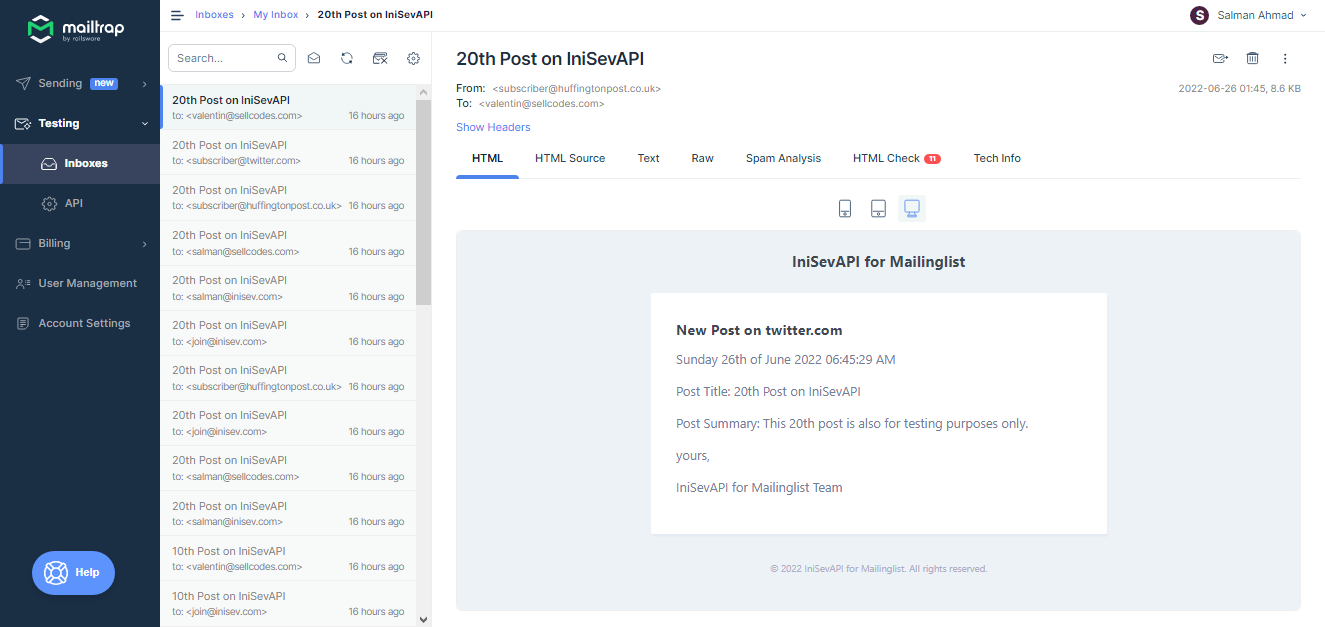 mailtrap
by railsware
Sending new
Testing
Inboxes
API
Billing
User Management
Account Settings
Help
Inboxes › My Inbox › 20th Post on IniSevAPI
S Salman Ahmad
Search...
20th Post on IniSevAPI
to: <valentin@sellcodes.com> 16 hours ago
20th Post on IniSevAPI
to: <subscriber@twitter.com> 16 hours ago
20th Post on IniSevAPI
to: <subscriber@huffingtonpost.co.uk> 16 hours ago
20th Post on IniSevAPI
to: <salman@sellcodes.com> 16 hours ago
20th Post on IniSevAPI
to: <salman@inisev.com> 16 hours ago
20th Post on IniSevAPI
to: <join@inisev.com> 16 hours ago
20th Post on IniSevAPI
to: <subscriber@huffingtonpost.co.uk> 16 hours ago
20th Post on IniSevAPI
to: <join@inisev.com> 16 hours ago
20th Post on IniSevAPI
to: <salman@sellcodes.com> 16 hours ago
20th Post on IniSevAPI
to: <salman@inisev.com> 16 hours ago
10th Post on IniSevAPI
to: <valentin@sellcodes.com> 16 hours ago
10th Post on IniSevAPI
to: <join@inisev.com> 16 hours ago
20th Post on IniSevAPI
From: <subscriber@huffingtonpost.co.uk> 2022-06-26 01:45, 8.6 KB
To: <valentin@sellcodes.com>
Show Headers
HTML HTML Source Text Raw Spam Analysis HTML Check 11 Tech Info
IniSevAPI for Mailinglist
New Post on twitter.com
Sunday 26th of June 2022 06:45:29 AM
Post Title: 20th Post on IniSevAPI
Post Summary: This 20th post is also for testing purposes only.
yours,
IniSevAPI for Mailinglist Team
© 2022 IniSevAPI for Mailinglist. All rights reserved.